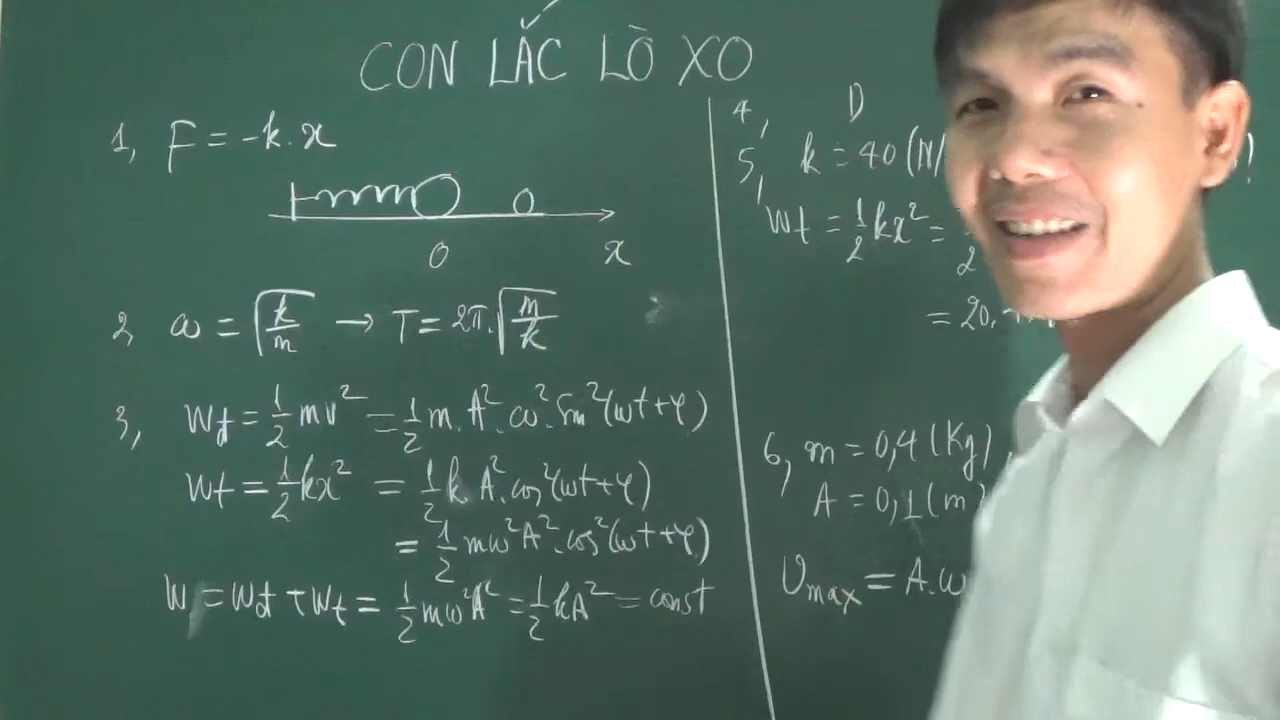 CON LẮC LÒ XO
1, F = -k.x
O x
2, ω = √(k/m) → T = 2π.√(m/k)
3, Wđ = 1/2 mv² = 1/2 m.A².ω².sin²(ωt+φ)
Wt = 1/2 kx² = 1/2 k.A².cos²(ωt+φ)
= 1/2 mω²A².cos²(ωt+φ)
W = Wđ + Wt = 1/2 mω²A² = 1/2 kA² = const
4, D
5, k = 40 (N/
Wt = 1/2 kx² =
= 20.
6, m = 0,4 (Kg)
A = 0,1 (m)
Vmax = A.ω